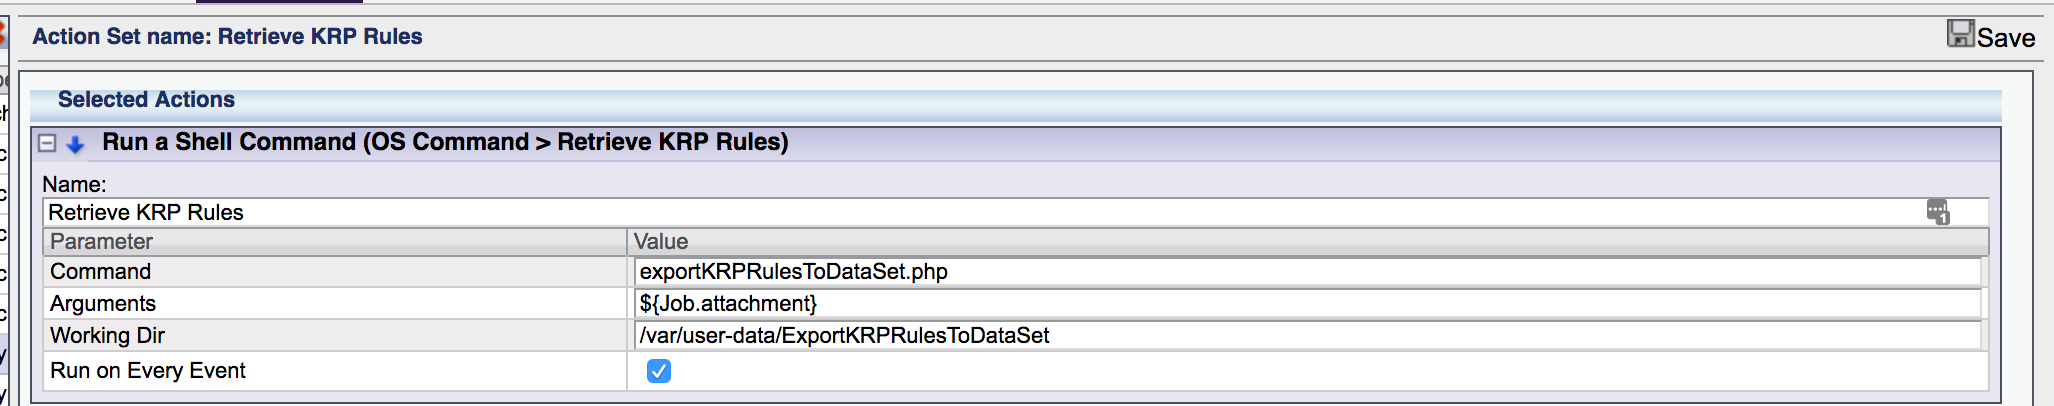 Action Set name: Retrieve KRP Rules
Save
Selected Actions
Run a Shell Command (OS Command > Retrieve KRP Rules)
Name:
Retrieve KRP Rules
1
Parameter Value
Command exportKRPRulesToDataSet.php
Arguments ${Job.attachment}
Working Dir /var/user-data/ExportKRPRulesToDataSet
Run on Every Event